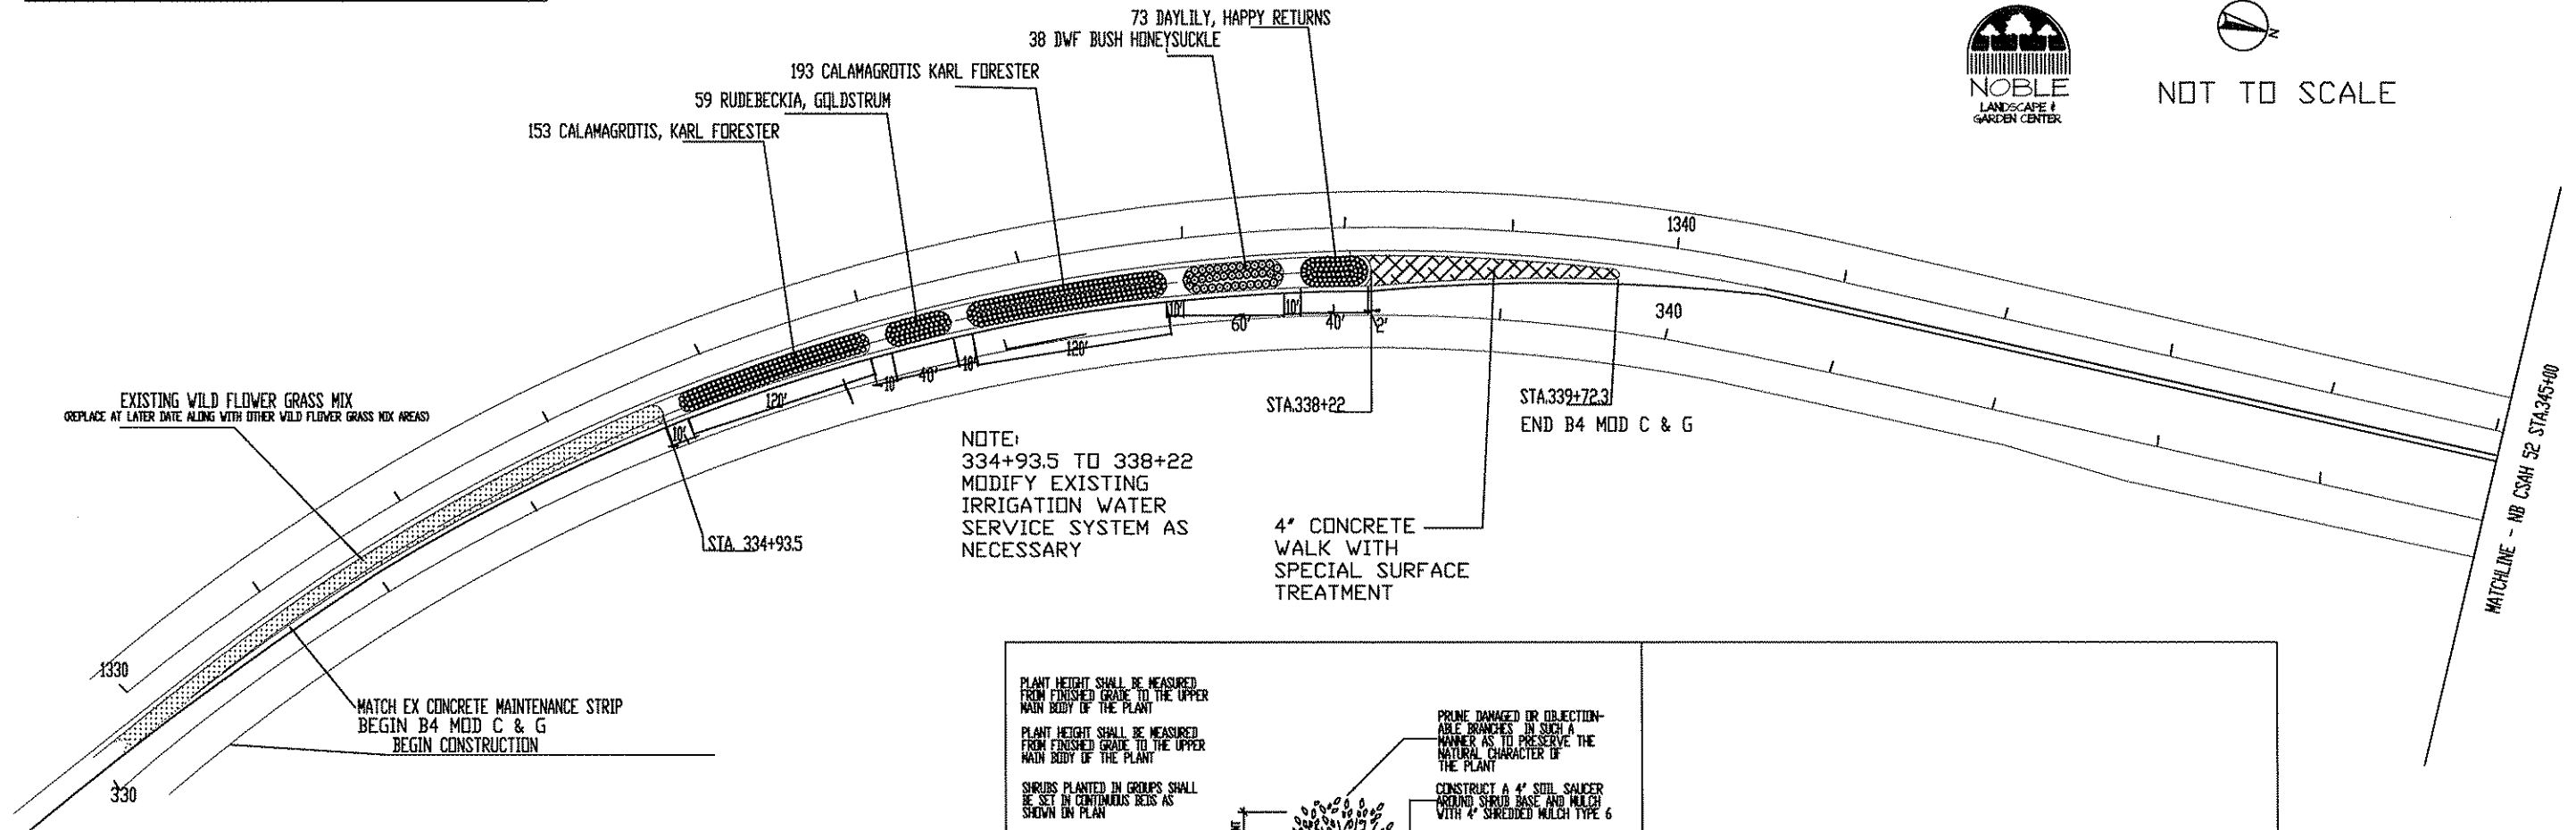 73 DAYLILY, HAPPY RETURNS
38 DWF BUSH HONEYSUCKLE
193 CALAMAGROTIS KARL FORESTER
59 RUDEBECKIA, GOLDSTRUM
153 CALAMAGROTIS, KARL FORESTER
NOBLE
LANDSCAPE &
GARDEN CENTER
N
NOT TO SCALE
1340
340
10'
60'
10'
40'
2'
120'
10'
40'
10'
120'
10'
STA.338+22
STA.339+72.3
END B4 MOD C & G
EXISTING WILD FLOWER GRASS MIX
(REPLACE AT LATER DATE ALONG WITH OTHER WILD FLOWER GRASS MIX AREAS)
STA. 334+93.5
NOTE:
334+93.5 TO 338+22
MODIFY EXISTING
IRRIGATION WATER
SERVICE SYSTEM AS
NECESSARY
4" CONCRETE
WALK WITH
SPECIAL SURFACE
TREATMENT
MATCHLINE - NB CSAH 52 STA.345+00
1330
330
MATCH EX CONCRETE MAINTENANCE STRIP
BEGIN B4 MOD C & G
BEGIN CONSTRUCTION
PLANT HEIGHT SHALL BE MEASURED
FROM FINISHED GRADE TO THE UPPER
MAIN BODY OF THE PLANT
PLANT HEIGHT SHALL BE MEASURED
FROM FINISHED GRADE TO THE UPPER
MAIN BODY OF THE PLANT
SHRUBS PLANTED IN GROUPS SHALL
BE SET IN CONTINUOUS BEDS AS
SHOWN ON PLAN
PRUNE DAMAGED OR OBJECTION-
ABLE BRANCHES IN SUCH A
MANNER AS TO PRESERVE THE
NATURAL CHARACTER OF
THE PLANT
CONSTRUCT A 4" SOIL SAUCER
AROUND SHRUB BASE AND MULCH
WITH 4" SHREDDED MULCH TYPE 6